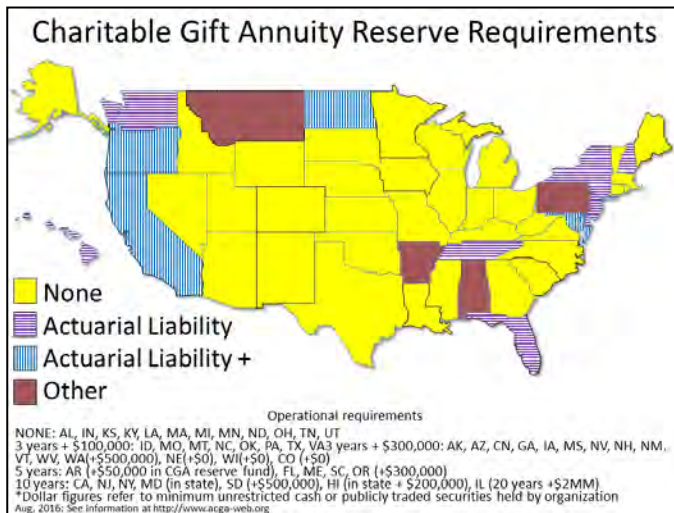 Charitable Gift Annuity Reserve Requirements
None
Actuarial Liability
Actuarial Liability +
Other
Operational requirements
NONE: AL, IN, KS, KY, LA, MA, MI, MN, ND, OH, TN, UT
3 years + $100,000: ID, MO, MT, NC, OK, PA, TX, VA3 years + $300,000: AK, AZ, CN, GA, IA, MS, NV, NH, NM.
VT, WV, WA(+$500,000), NE(+$0), WI(+$0), CO (+$0)
5 years: AR (+$50,000 in CGA reserve fund), FL, ME, SC, OR (+$300,000)
10 years: CA, NJ, NY, MD (in state), SD (+$500,000), HI (in state + $200,000), IL (20 years +$2MM)
*Dollar figures refer to minimum unrestricted cash or publicly traded securities held by organization
Aug, 2016: See information at http://www.acga-web.org